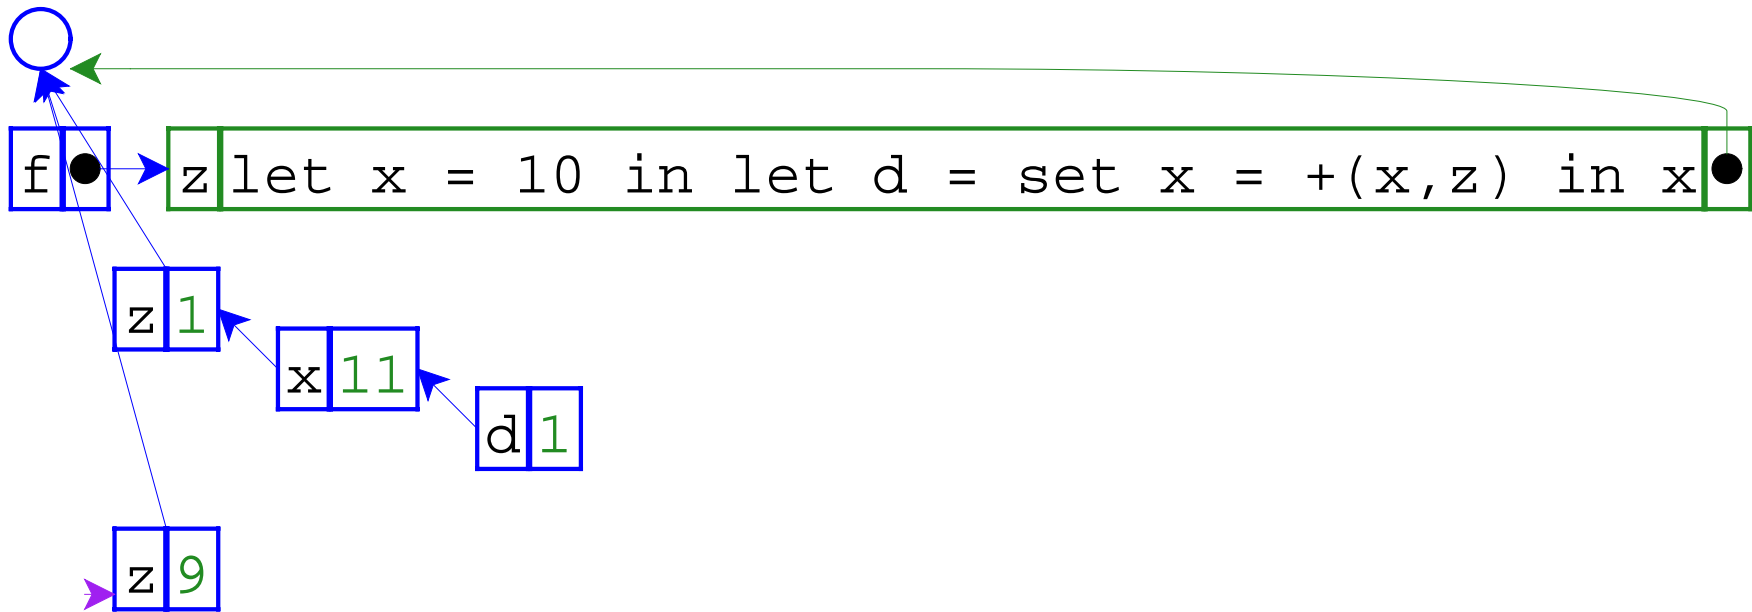 f z let x = 10 in let d = set x = +(x,z) in x
z 1
x 11
d 1
z 9